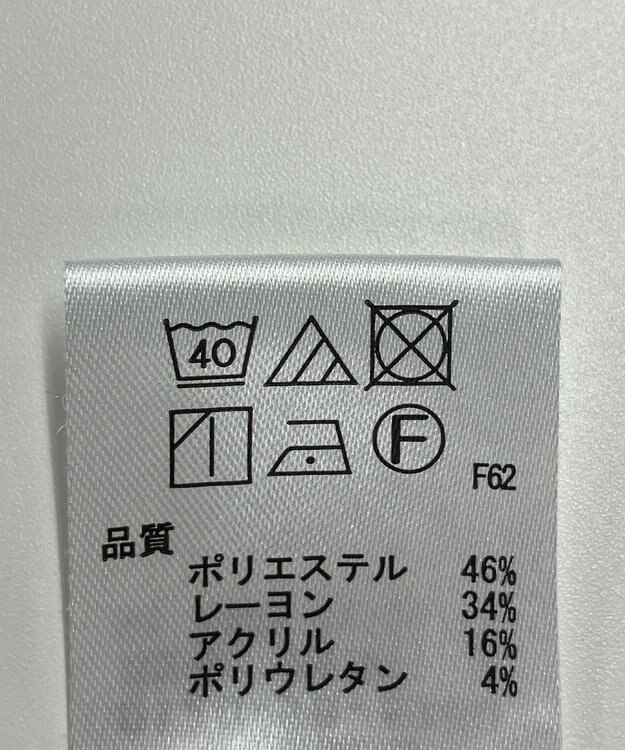 40
F
F62
品質
ポリエステル 46%
レーヨン 34%
アクリル 16%
ポリウレタン 4%